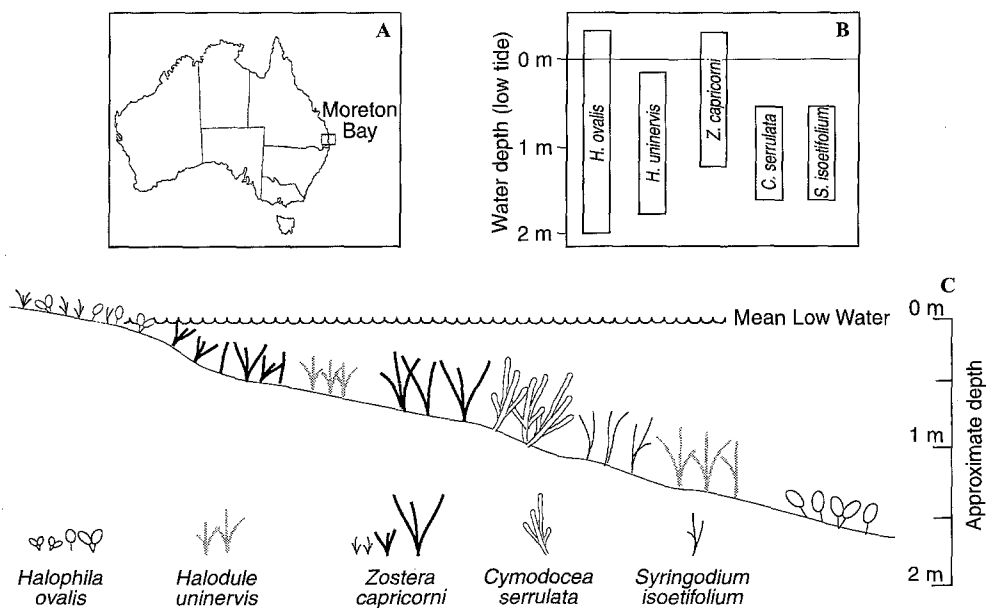 A
Moreton
Bay
B
Water depth (low tide)
0 m
1 m
2 m
H. ovalis
H. uninervis
Z. capricorni
C. serrulata
S. isoetifolium
C
Mean Low Water
0 m
1 m
2 m
Approximate depth
Halophila
ovalis
Halodule
uninervis
Zostera
capricorni
Cymodocea
serrulata
Syringodium
isoetifolium